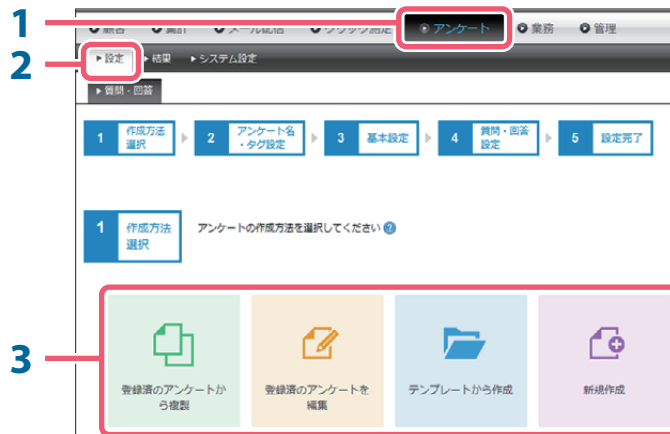 1
顧客 集計 メール配信 クリック測定 アンケート 業務 管理
2
設定 結果 システム設定
質問・回答
1 作成方法選択 2 アンケート名・タグ設定 3 基本設定 4 質問・回答設定 5 設定完了
1 作成方法選択 アンケートの作成方法を選択してください ?
3
登録済のアンケートから複製
登録済のアンケートを編集
テンプレートから作成
新規作成